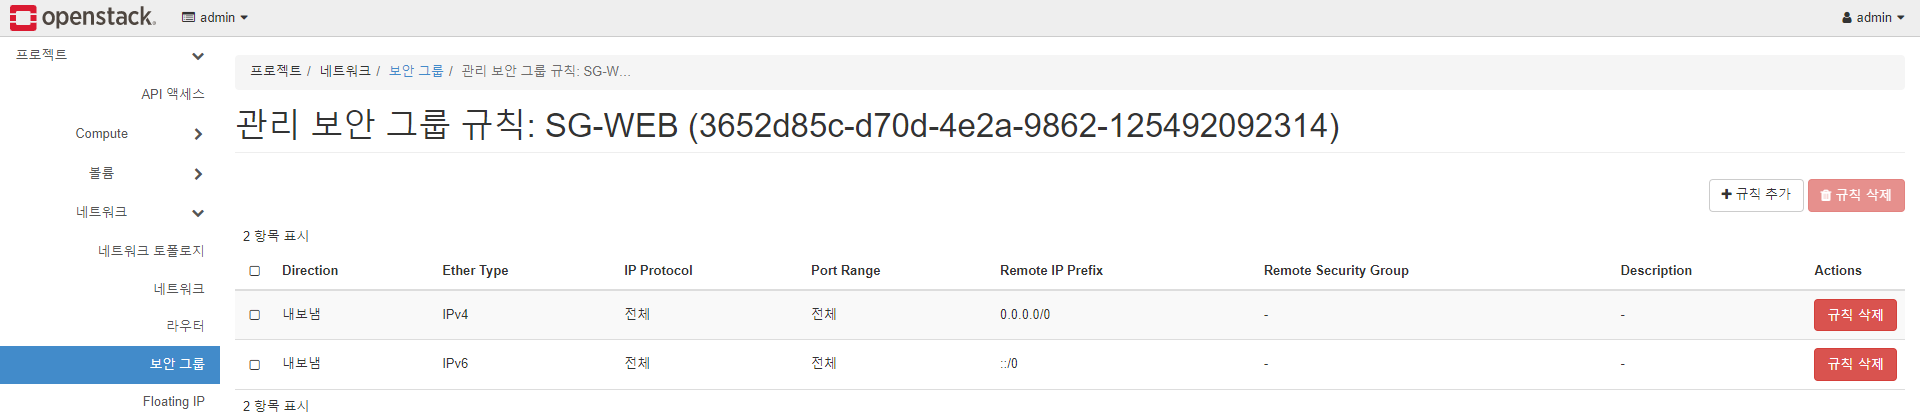 openstack. admin admin
프로젝트
API 액세스
Compute
볼륨
네트워크
네트워크 토폴로지
네트워크
라우터
보안 그룹
Floating IP
프로젝트 / 네트워크 / 보안 그룹 / 관리 보안 그룹 규칙: SG-W...
관리 보안 그룹 규칙: SG-WEB (3652d85c-d70d-4e2a-9862-125492092314)
규칙 추가 규칙 삭제
2 항목 표시
Direction Ether Type IP Protocol Port Range Remote IP Prefix Remote Security Group Description Actions
내보냄 IPv4 전체 전체 0.0.0.0/0 - - 규칙 삭제
내보냄 IPv6 전체 전체 ::/0 - - 규칙 삭제
2 항목 표시